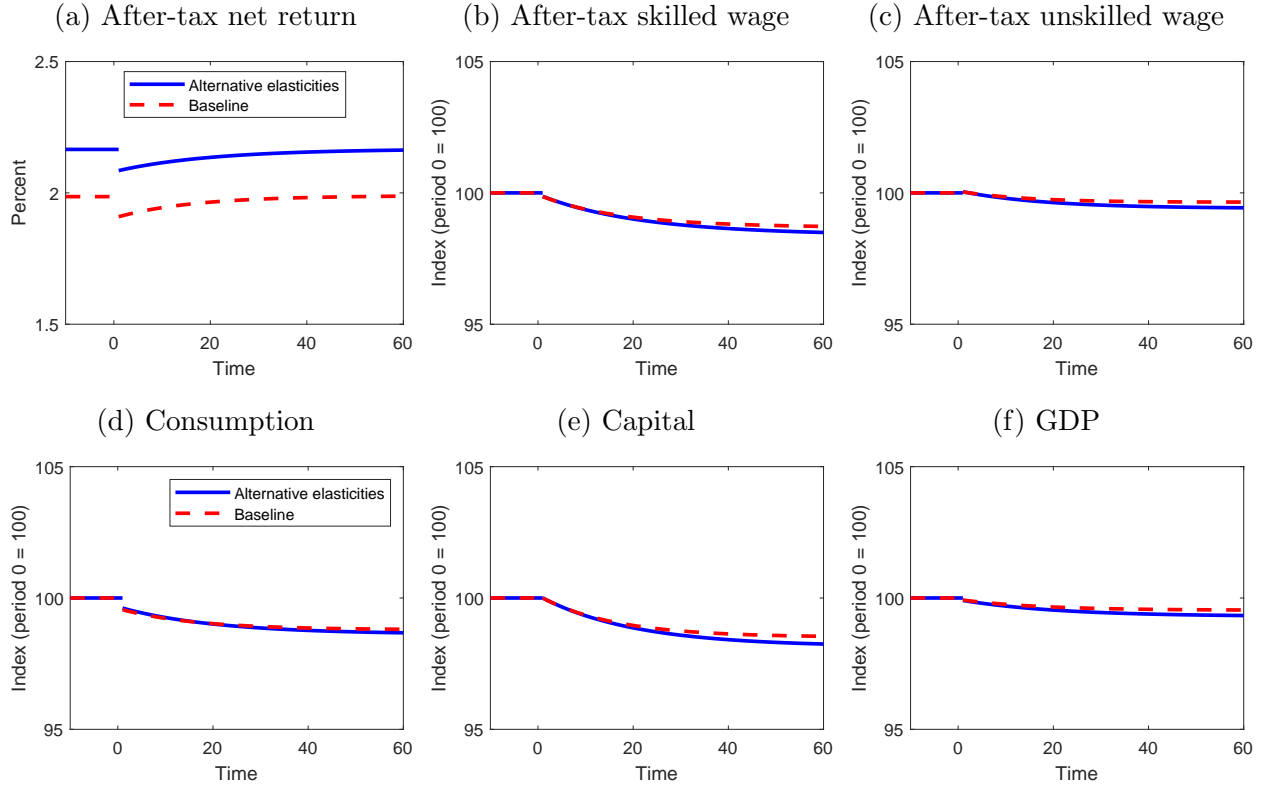 (a) After-tax net return
(b) After-tax skilled wage
(c) After-tax unskilled wage
2.5
2
1.5
Percent
Alternative elasticities
Baseline
0 20 40 60
Time
105
100
95
Index (period 0 = 100)
0 20 40 60
Time
105
100
95
Index (period 0 = 100)
0 20 40 60
Time
(d) Consumption
(e) Capital
(f) GDP
105
100
95
Index (period 0 = 100)
Alternative elasticities
Baseline
0 20 40 60
Time
105
100
95
Index (period 0 = 100)
0 20 40 60
Time
105
100
95
Index (period 0 = 100)
0 20 40 60
Time